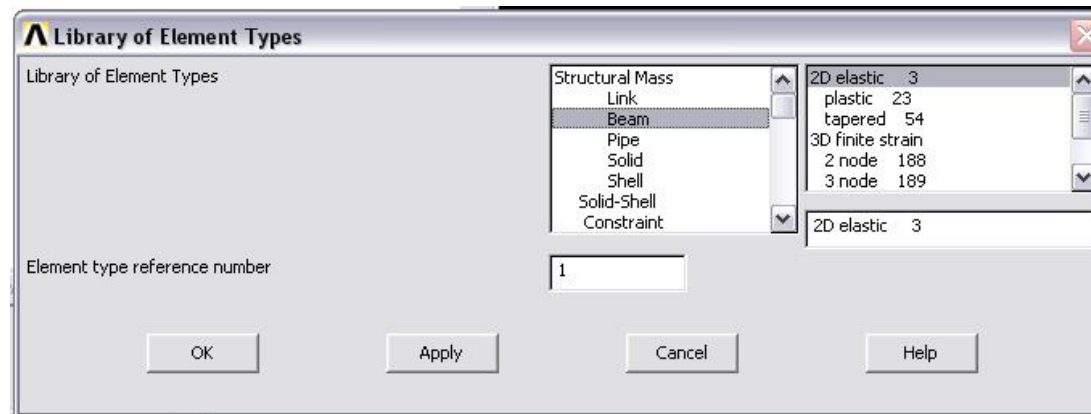 Library of Element Types
Library of Element Types
Structural Mass
Link
Beam
Pipe
Solid
Shell
Solid-Shell
Constraint
2D elastic 3
plastic 23
tapered 54
3D finite strain
2 node 188
3 node 189
2D elastic 3
Element type reference number
1
OK
Apply
Cancel
Help